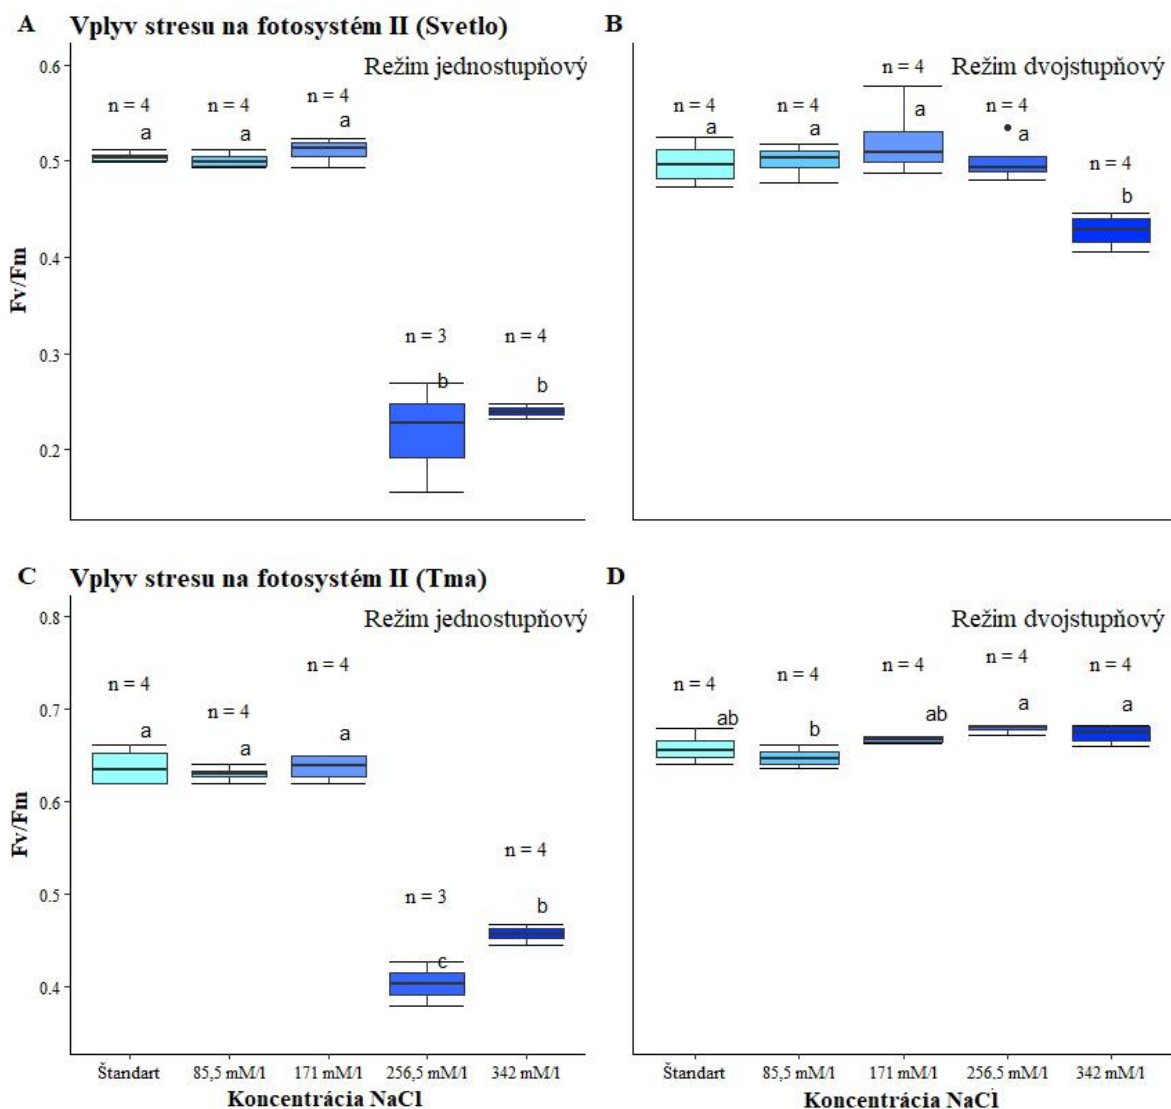 A Vplyv stresu na fotosystém II (Svetlo)
Režim jednostupňový
Fv/Fm
0.6
0.5
0.4
0.3
0.2
n = 4
a
n = 4
a
n = 4
a
n = 3
b
n = 4
b
B
Režim dvojstupňový
n = 4
a
n = 4
a
n = 4
a
n = 4
a
n = 4
b
C Vplyv stresu na fotosystém II (Tma)
Režim jednostupňový
Fv/Fm
0.8
0.7
0.6
0.5
0.4
n = 4
a
n = 4
a
n = 4
a
n = 3
c
n = 4
b
Štandart 85,5 mM/l 171 mM/l 256,5 mM/l 342 mM/l
Koncentrácia NaCl
D
Režim dvojstupňový
n = 4
ab
n = 4
b
n = 4
ab
n = 4
a
n = 4
a
Štandart 85,5 mM/l 171 mM/l 256,5 mM/l 342 mM/l
Koncentrácia NaCl